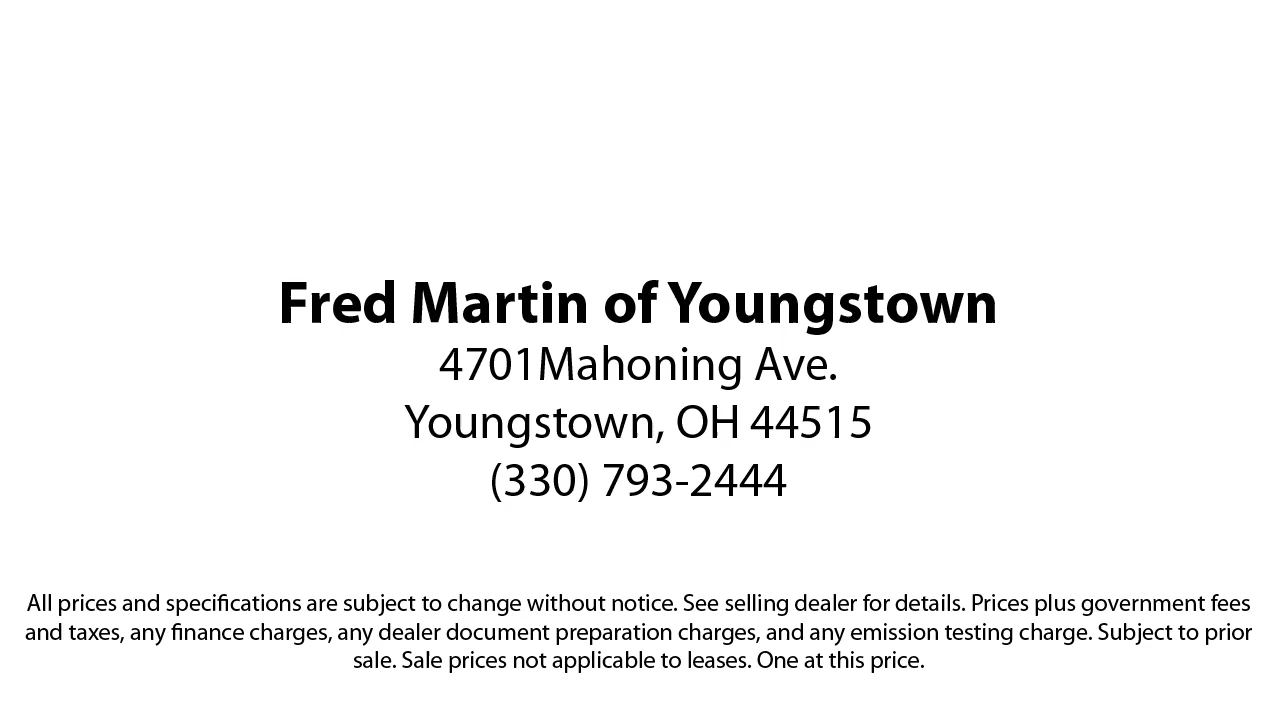 Fred Martin of Youngstown
4701Mahoning Ave.
Youngstown, OH 44515
(330) 793-2444
All prices and specifications are subject to change without notice. See selling dealer for details. Prices plus government fees
and taxes, any finance charges, any dealer document preparation charges, and any emission testing charge. Subject to prior
sale. Sale prices not applicable to leases. One at this price.